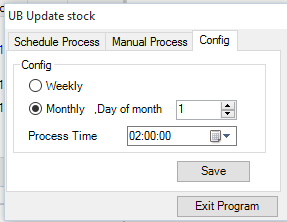 UB Update stock
Schedule Process Manual Process Config
Config
Weekly
Monthly ,Day of month 1
Process Time 02:00:00
Save
Exit Program